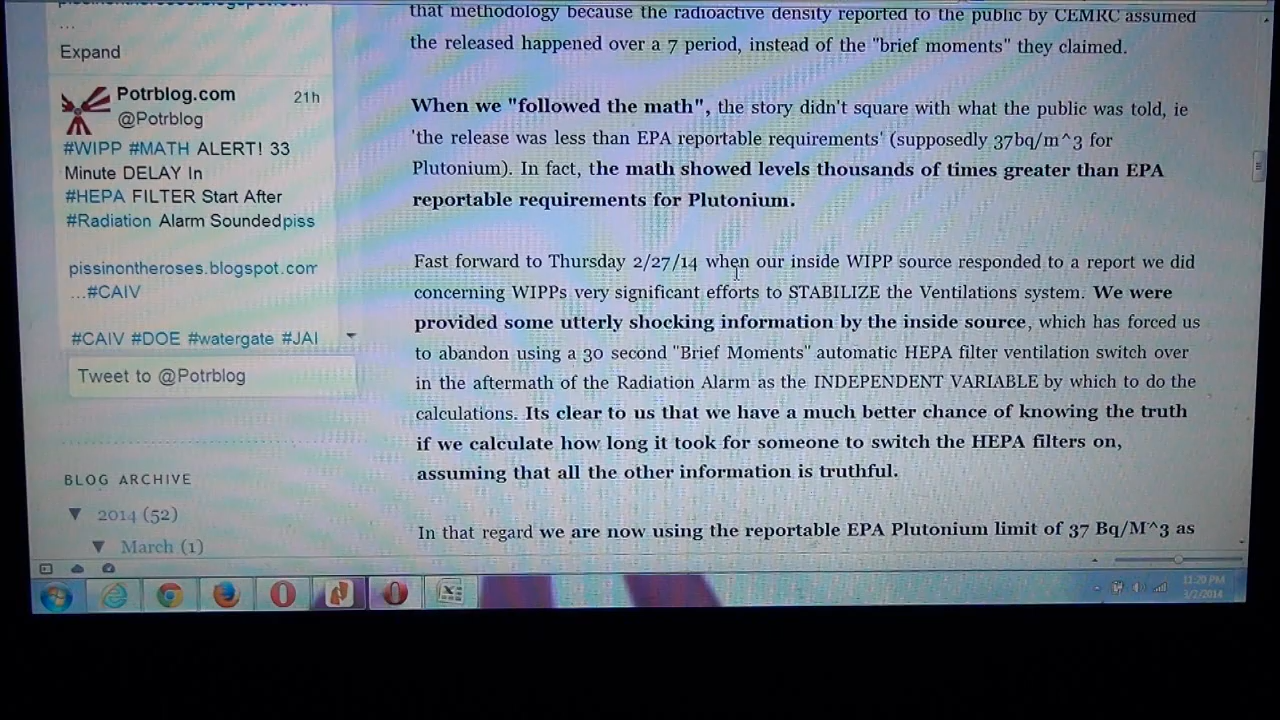 ...
Expand
Potrblog.com 21h
@Potrblog
#WIPP #MATH ALERT! 33
Minute DELAY In
#HEPA FILTER Start After
#Radiation Alarm Soundedpiss
pissinontheroses.blogspot.com
...#CAIV
#CAIV #DOE #watergate #JAI
Tweet to @Potrblog
BLOG ARCHIVE
▼ 2014 (52)
▼ March (1)
that methodology because the radioactive density reported to the public by CEMRC assumed
the released happened over a 7 period, instead of the "brief moments" they claimed.
When we "followed the math", the story didn't square with what the public was told, ie
'the release was less than EPA reportable requirements' (supposedly 37bq/m^3 for
Plutonium). In fact, the math showed levels thousands of times greater than EPA
reportable requirements for Plutonium.
Fast forward to Thursday 2/27/14 when our inside WIPP source responded to a report we did
concerning WIPPs very significant efforts to STABILIZE the Ventilations system. We were
provided some utterly shocking information by the inside source, which has forced us
to abandon using a 30 second "Brief Moments" automatic HEPA filter ventilation switch over
in the aftermath of the Radiation Alarm as the INDEPENDENT VARIABLE by which to do the
calculations. Its clear to us that we have a much better chance of knowing the truth
if we calculate how long it took for someone to switch the HEPA filters on,
assuming that all the other information is truthful.
In that regard we are now using the reportable EPA Plutonium limit of 37 Bq/M^3 as
11:20 PM
3/2/2014